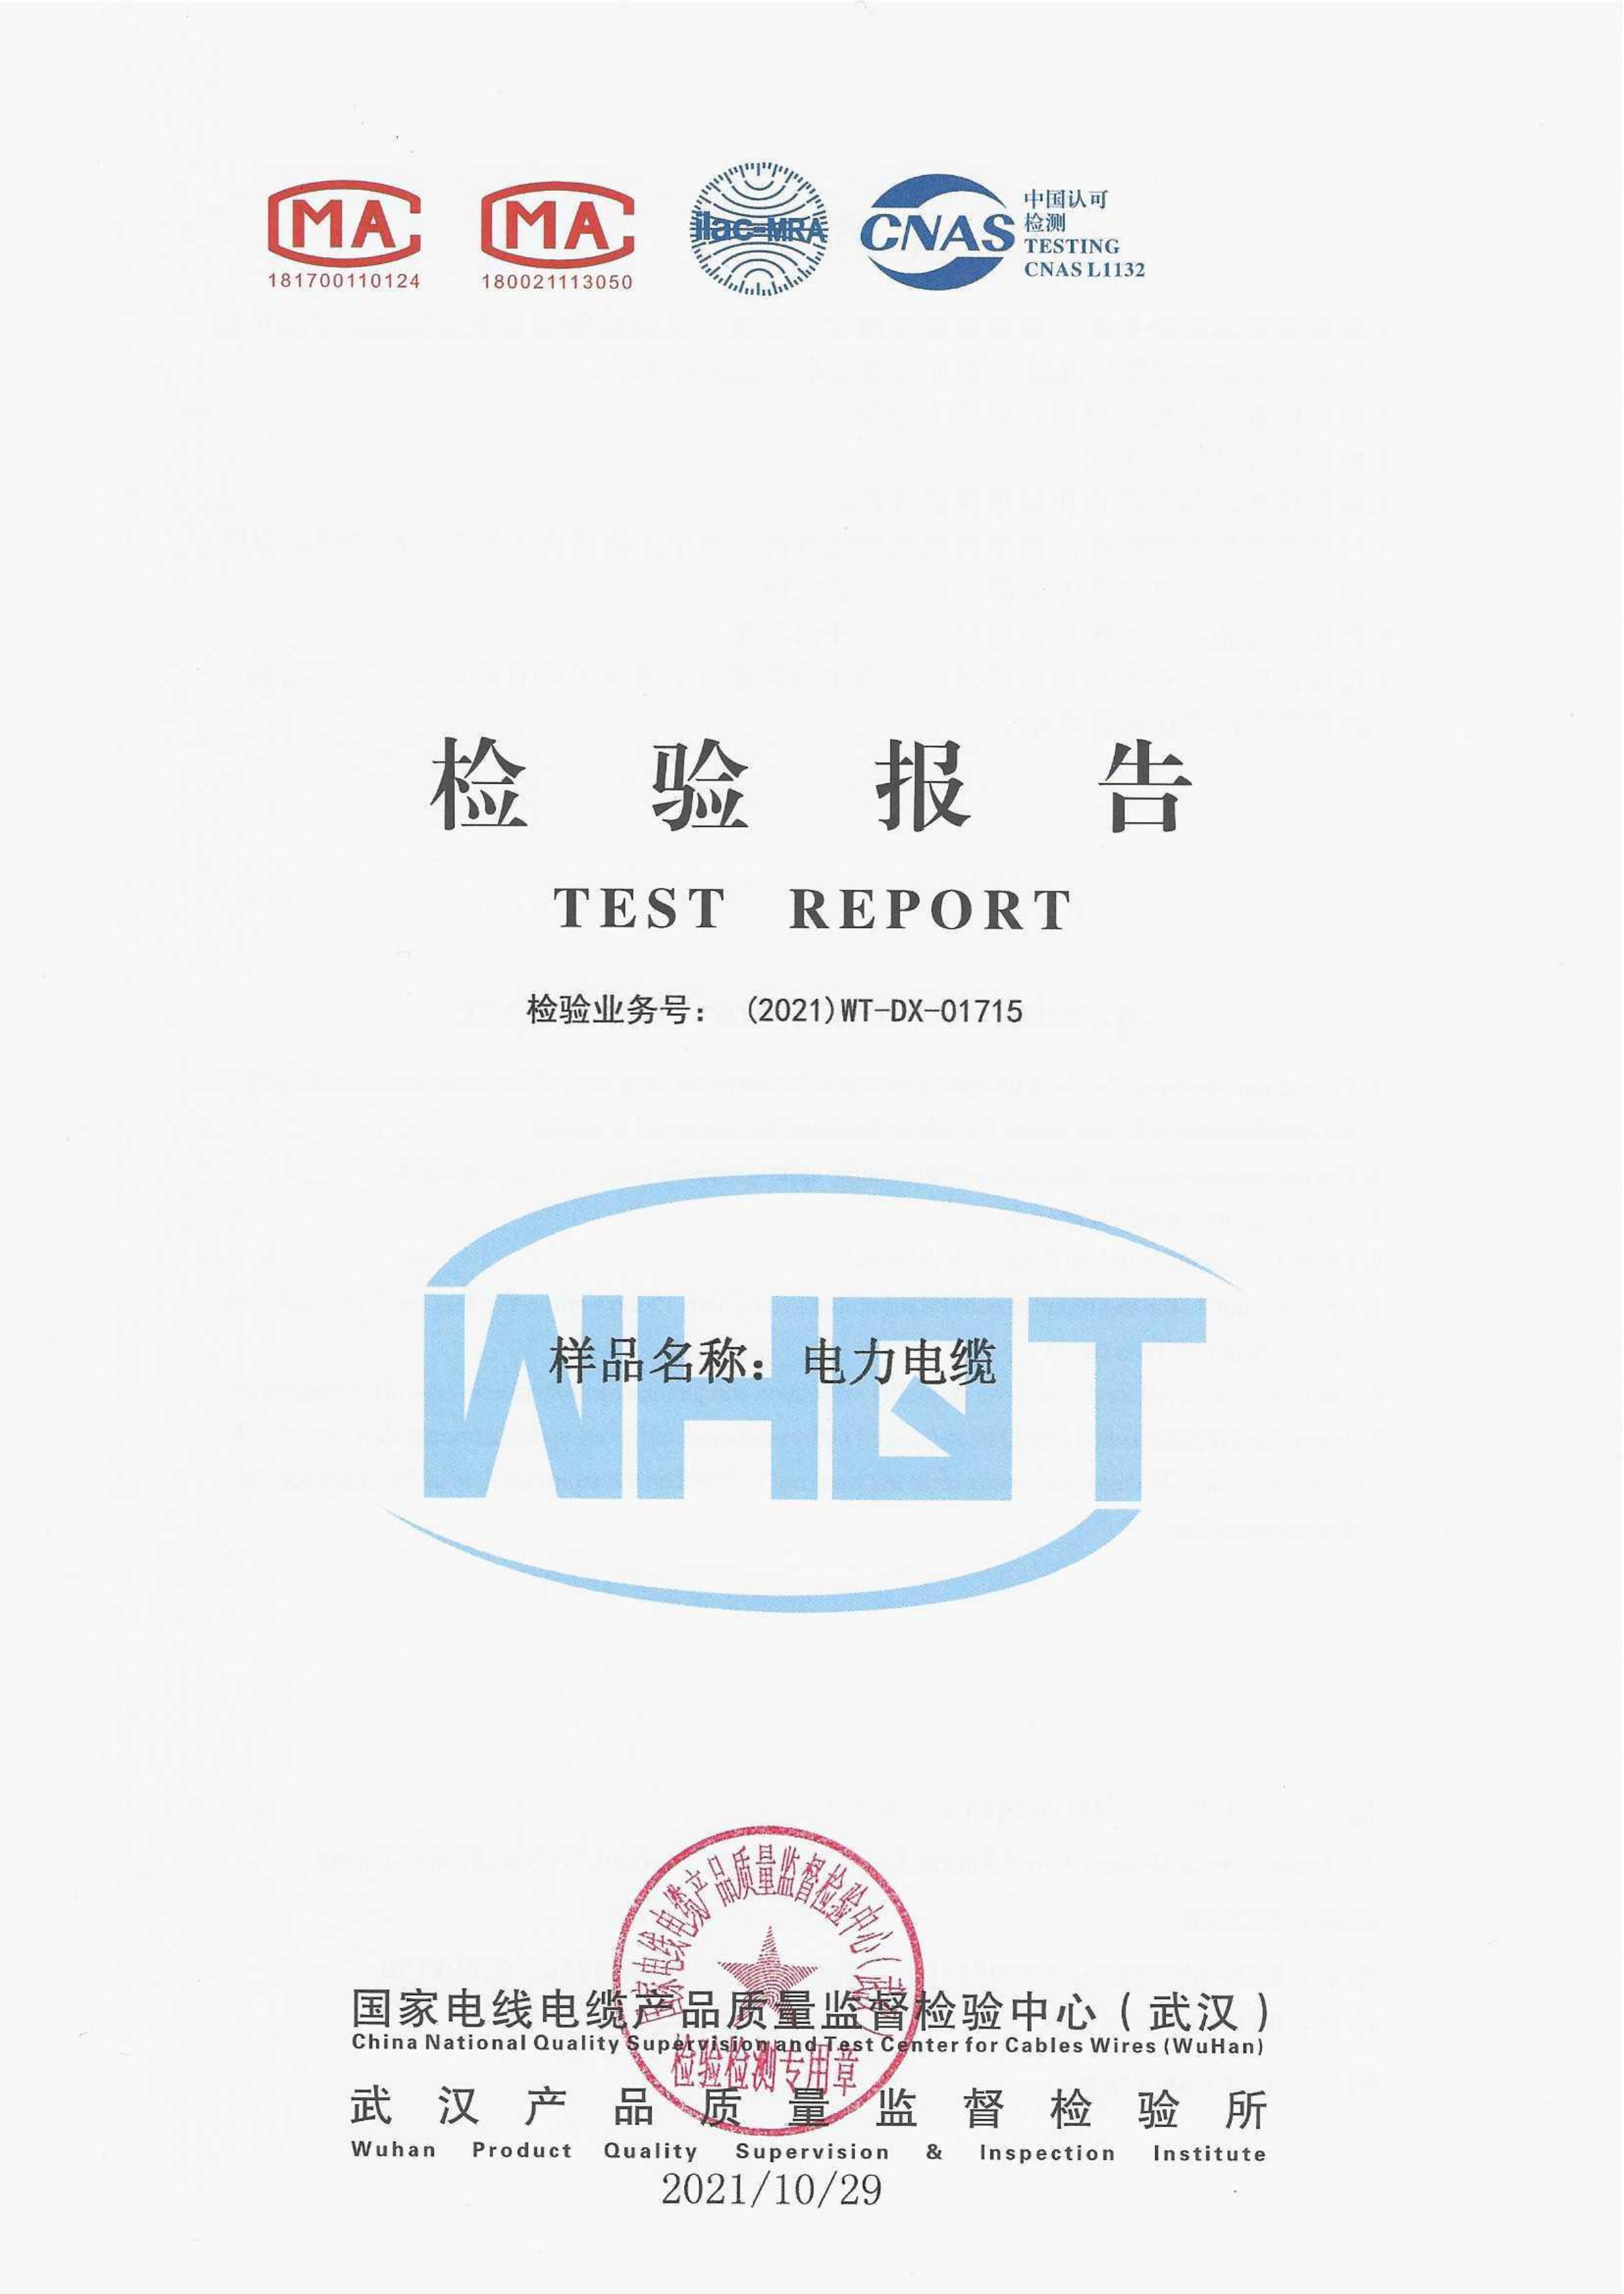 MA
181700110124
MA
180021113050
ilac-MRA
CNAS
中国认可
检测
TESTING
CNAS L1132
检验报告
TEST REPORT
检验业务号： (2021)WT-DX-01715
WHQT
样品名称：电力电缆
国家电线电缆产品质量监督检验中心（武汉）
检验检测专用章
国家电线电缆产品质量监督检验中心（武汉）
China National Quality Supervision and Test Center for Cables Wires (WuHan)
武汉产品质量监督检验所
Wuhan Product Quality Supervision & Inspection Institute
2021/10/29